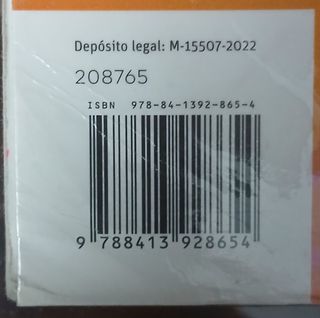 Depósito legal: M-15507-2022
208765
ISBN 978-84-1392-865-4
9 788413 928654